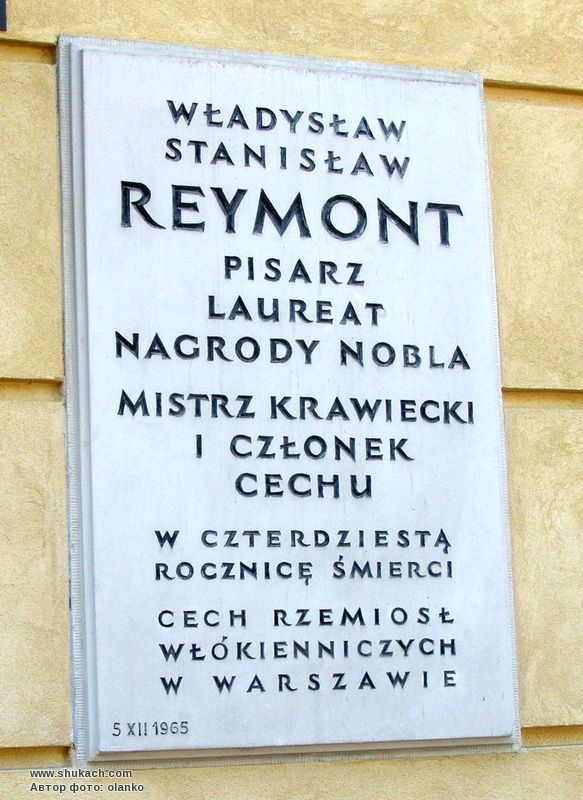 WŁADYSŁAW
STANISŁAW
REYMONT
PISARZ
LAUREAT
NAGRODY NOBLA
MISTRZ KRAWIECKI
I CZŁONEK
CECHU
W CZTERDZIESTĄ
ROCZNICĘ ŚMIERCI
CECH RZEMIOSŁ
WŁÓKIENNICZYCH
W WARSZAWIE
5 XII 1965
www.shukach.com
Автор фото: olanko